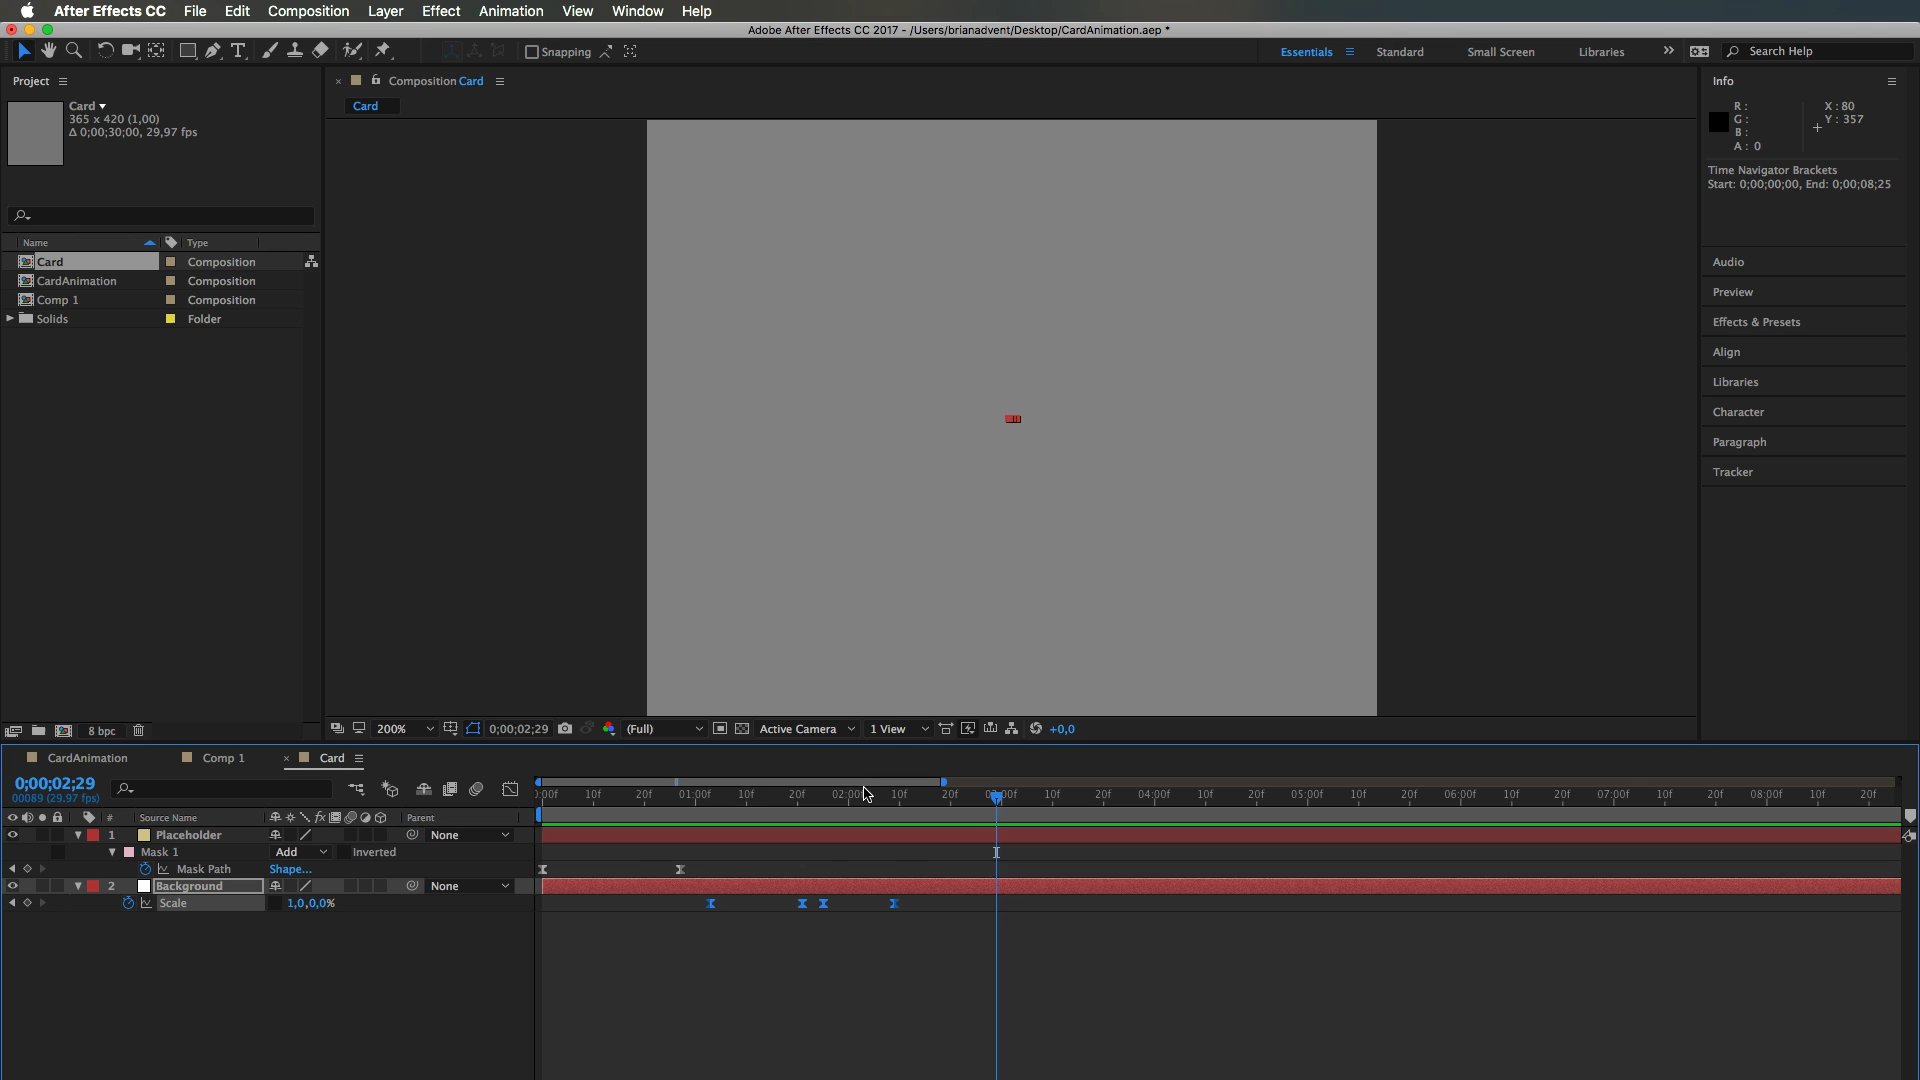 After Effects CC File Edit Composition Layer Effect Animation View Window Help
Adobe After Effects CC 2017 - /Users/brianadvent/Desktop/CardAnimation.aep *
Snapping Essentials Standard Small Screen Libraries Search Help
Project
Card
365 x 420 (1,00)
Δ 0;00;30;00, 29,97 fps
Name Type
Card Composition
CardAnimation Composition
Comp 1 Composition
Solids Folder
8 bpc
Composition Card
Card
200% 0;00;02;29 (Full) Active Camera 1 View +0,0
Info
R: X: 80
G: Y: 357
B:
A: 0
Time Navigator Brackets
Start: 0;00;00;00, End: 0;00;08;25
Audio
Preview
Effects & Presets
Align
Libraries
Character
Paragraph
Tracker
CardAnimation Comp 1 Card
0;00;02;29
00089 (29.97 fps)
10f 20f 01:00f 10f 20f 10f 20f 10f 20f 04:00f 10f 20f 05:00f 10f 20f 06:00f 10f 20f 07:00f 10f 20f 08:00f 10f 20f
# Source Name fx Parent
1 Placeholder None
Mask 1 Add Inverted
Mask Path Shape...
2 Background None
Scale 1,0,0,0%